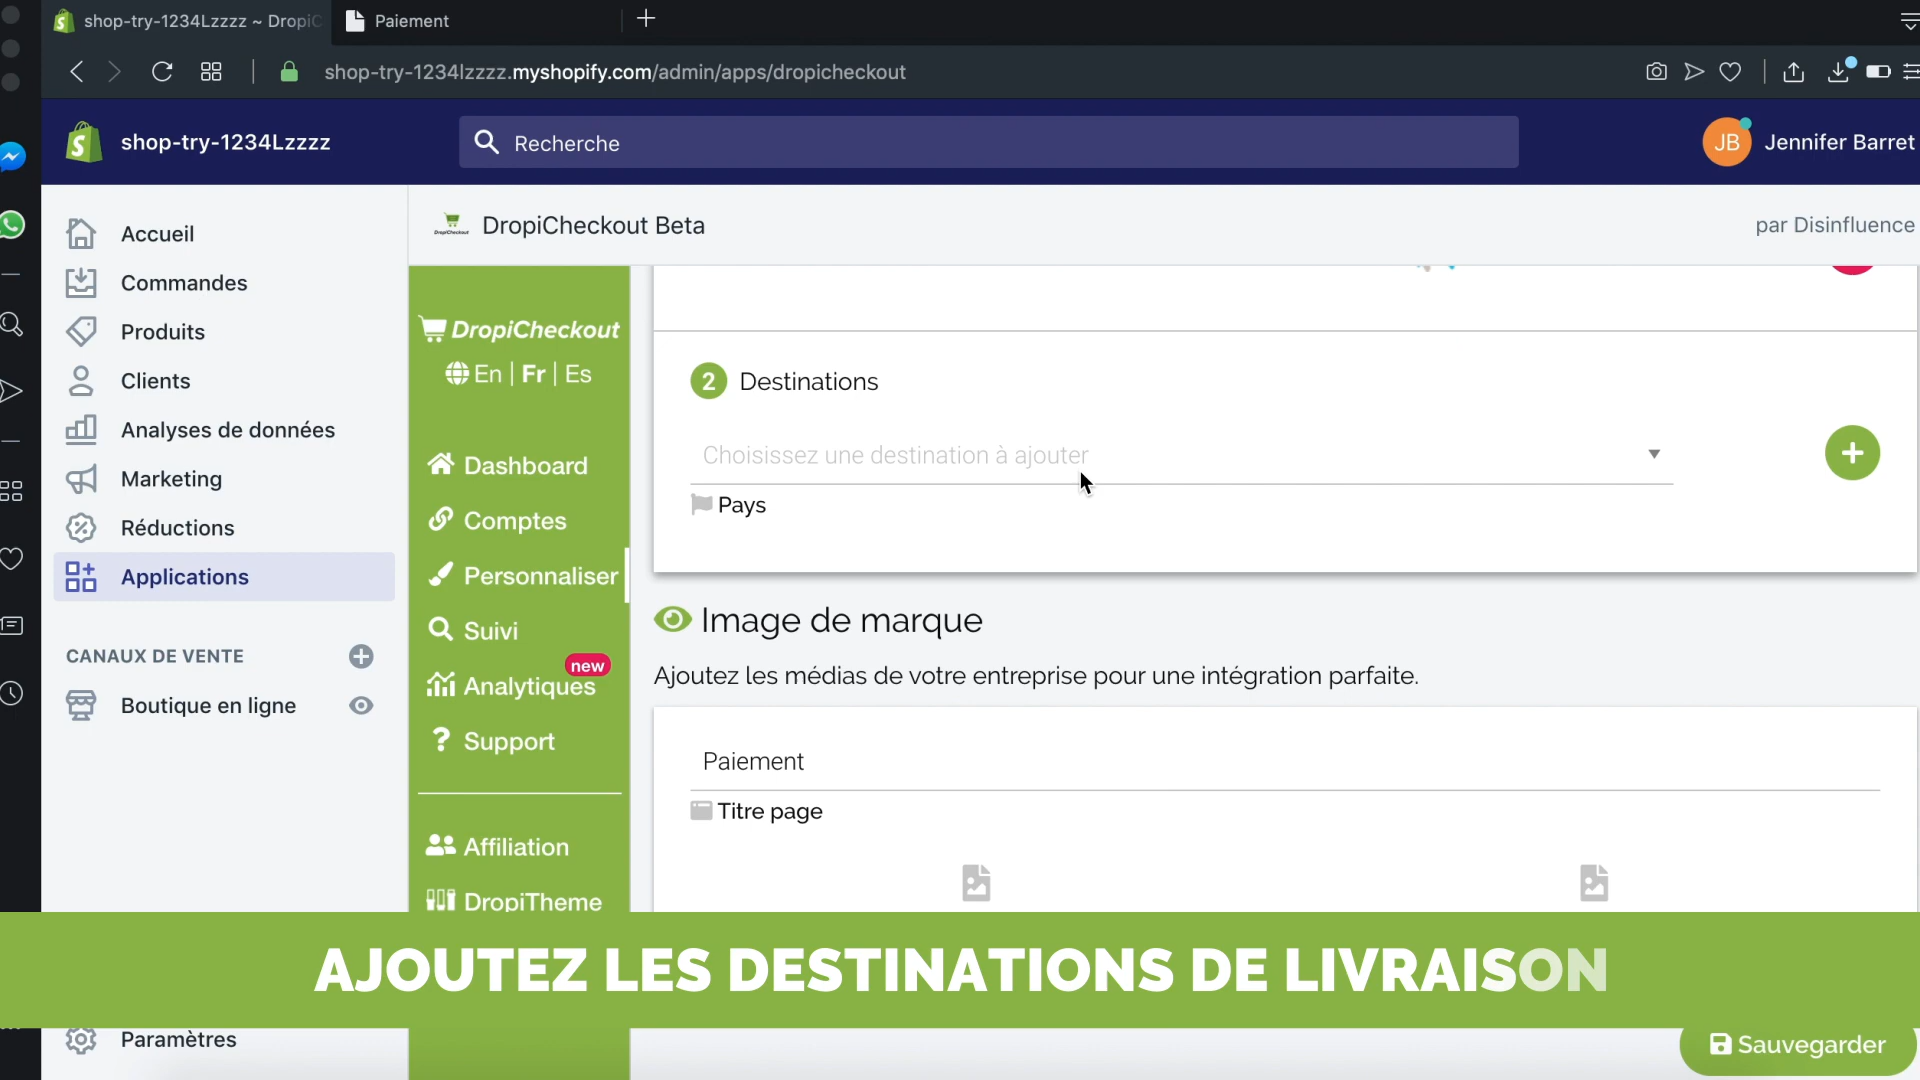 shop-try-1234Lzzzz ~ DropiC
Paiement
shop-try-1234lzzzz.myshopify.com/admin/apps/dropicheckout
shop-try-1234Lzzzz
Recherche
JB
Jennifer Barret
Accueil
Commandes
Produits
Clients
Analyses de données
Marketing
Réductions
Applications
CANAUX DE VENTE
Boutique en ligne
Paramètres
DropiCheckout
DropiCheckout Beta
par Disinfluence
DropiCheckout
En | Fr | Es
Dashboard
Comptes
Personnaliser
Suivi
new
Analytiques
Support
Affiliation
DropiTheme
2 Destinations
Choisissez une destination à ajouter
Pays
Image de marque
Ajoutez les médias de votre entreprise pour une intégration parfaite.
Paiement
Titre page
AJOUTEZ LES DESTINATIONS DE LIVRAISON
Sauvegarder